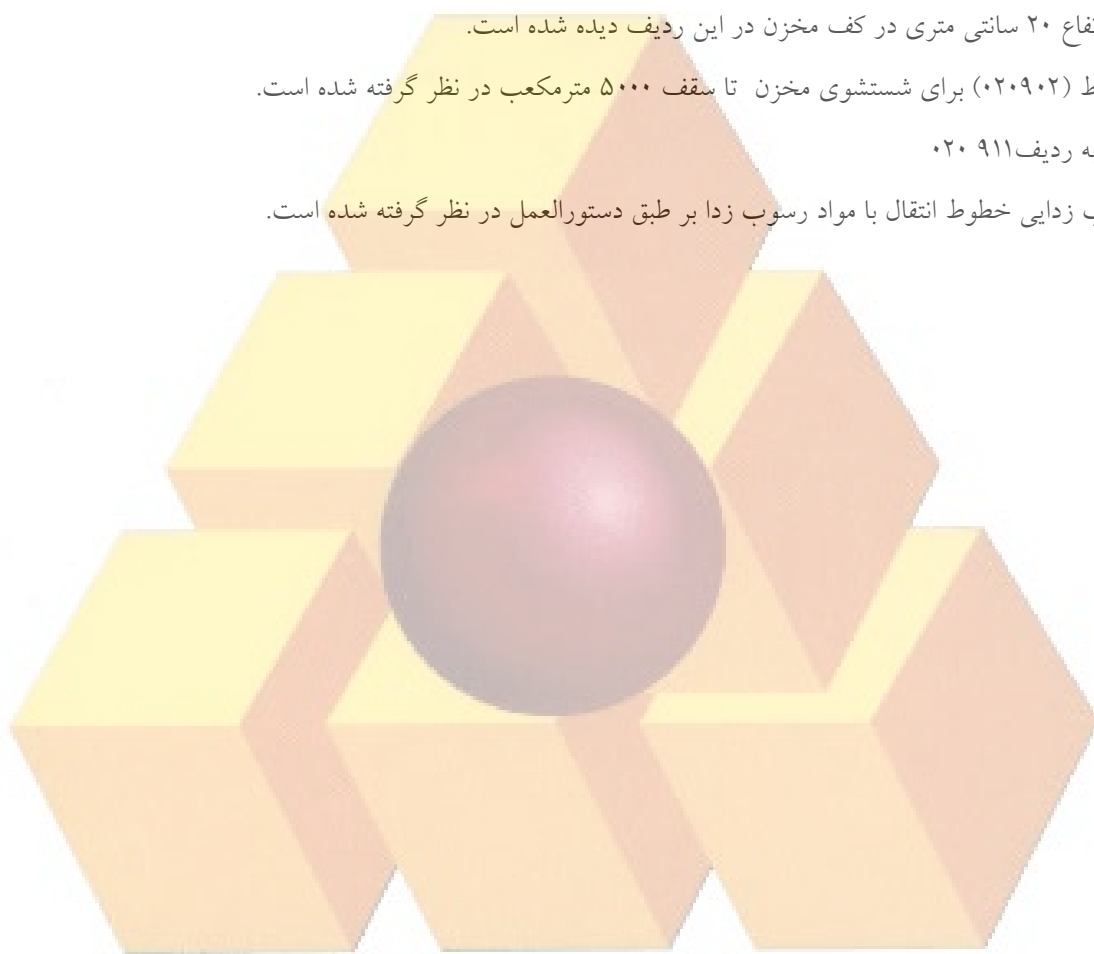 ۲۰ سانتی متری در کف مخزن در این ردیف دیده شده است.
(۰۲۰۹۰۲) برای شستشوی مخزن تا سقف ۵۰۰۰ مترمکعب در نظر گرفته شده است.
ردیف۹۱۱ ۰۲۰
زدایی خطوط انتقال با مواد رسوب زدا بر طبق دستورالعمل در نظر گرفته شده است.